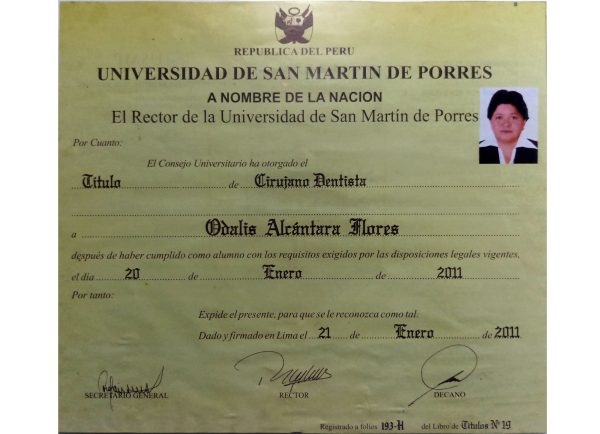 REPUBLICA DEL PERU
UNIVERSIDAD DE SAN MARTIN DE PORRES
A NOMBRE DE LA NACION
El Rector de la Universidad de San Martín de Porres
Por Cuanto:
El Consejo Universitario ha otorgado el
Título de Cirujano Dentista
a Odalis Alcántara Flores
después de haber cumplido como alumno con los requisitos exigidos por las disposiciones legales vigentes,
el día 20 de Enero de 2011
Por tanto:
Expide el presente, para que se le reconozca como tal.
Dado y firmado en Lima el 21 de Enero de 2011
SECRETARIO GENERAL RECTOR DECANO
Registrado a folios 193-H del Libro de Títulos Nº 19